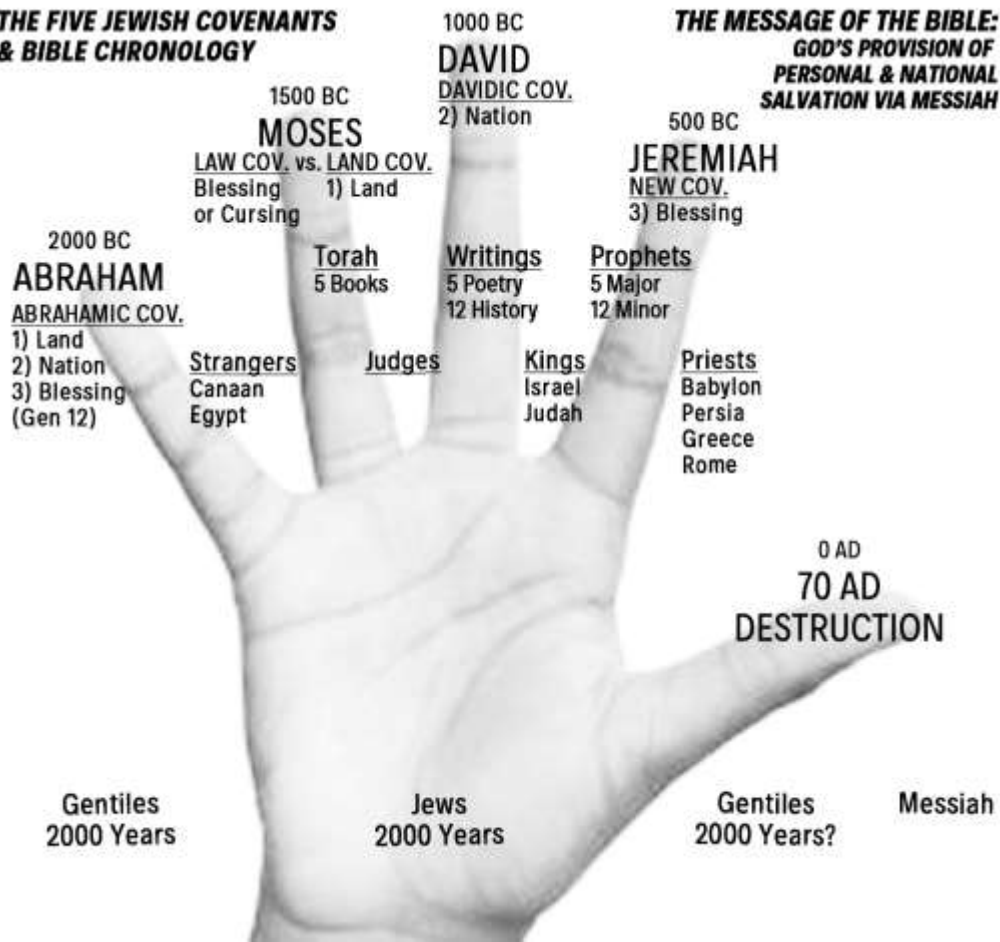 THE FIVE JEWISH COVENANTS
& BIBLE CHRONOLOGY
THE MESSAGE OF THE BIBLE:
GOD'S PROVISION OF
PERSONAL & NATIONAL
SALVATION VIA MESSIAH
2000 BC
ABRAHAM
ABRAHAMIC COV.
1) Land
2) Nation
3) Blessing
(Gen 12)
1500 BC
MOSES
LAW COV. vs. LAND COV.
Blessing 1) Land
or Cursing
1000 BC
DAVID
DAVIDIC COV.
2) Nation
500 BC
JEREMIAH
NEW COV.
3) Blessing
Torah
5 Books
Writings
5 Poetry
12 History
Prophets
5 Major
12 Minor
Strangers
Canaan
Egypt
Judges
Kings
Israel
Judah
Priests
Babylon
Persia
Greece
Rome
0 AD
70 AD
DESTRUCTION
Gentiles
2000 Years
Jews
2000 Years
Gentiles
2000 Years?
Messiah